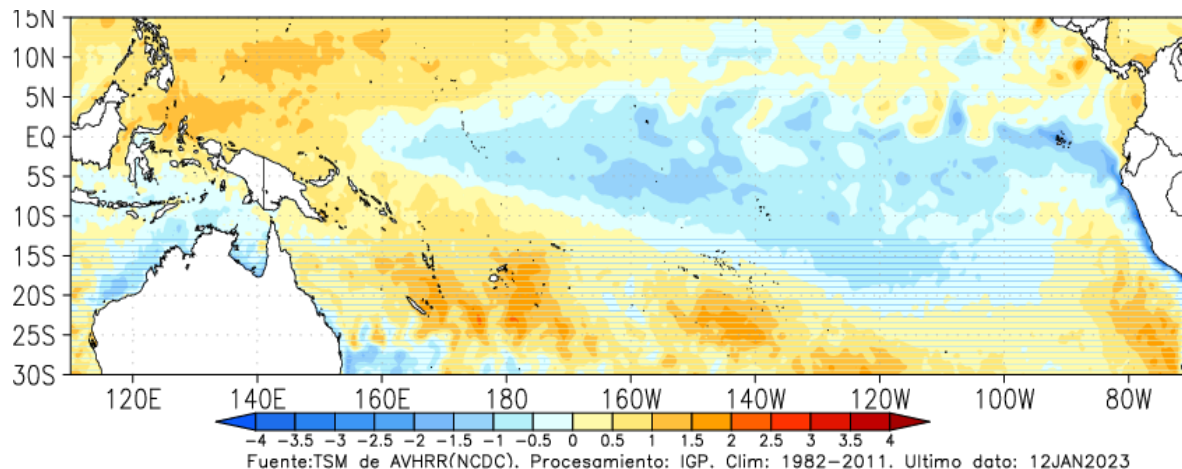 15N
10N
5N
EQ
5S
10S
15S
20S
25S
30S
120E 140E 160E 180 160W 140W 120W 100W 80W
-4 -3.5 -3 -2.5 -2 -1.5 -1 -0.5 0 0.5 1 1.5 2 2.5 3 3.5 4
Fuente:TSM de AVHRR(NCDC). Procesamiento: IGP. Clim: 1982-2011. Ultimo dato: 12JAN2023